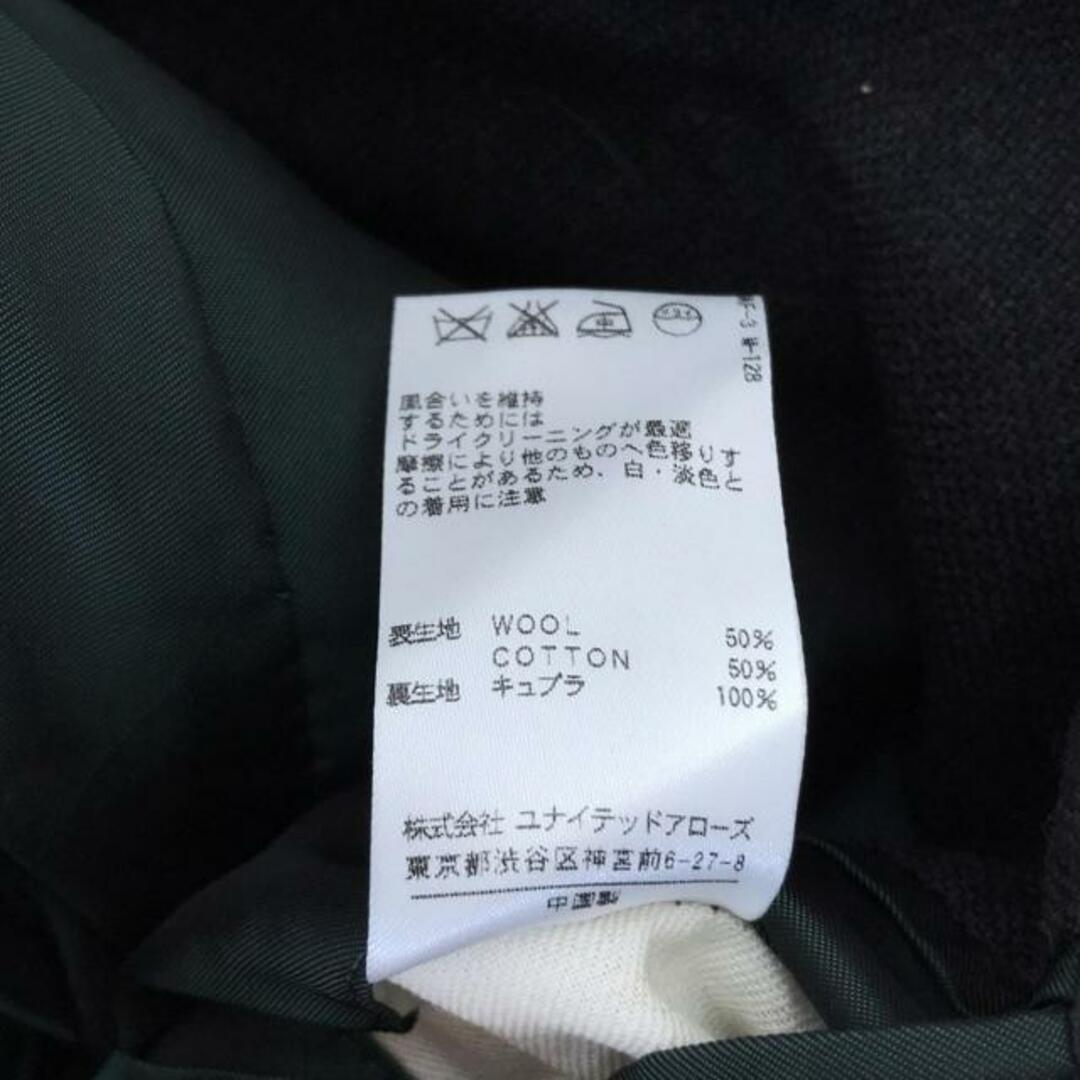 中
ドライ
風合いを維持
するためには
ドライクリーニングが最適
摩擦により他のものへ色移りす
ることがあるため、白・淡色と
の着用に注意
表生地 WOOL 50%
COTTON 50%
裏生地 キュプラ 100%
株式会社 ユナイテッドアローズ
東京都渋谷区神宮前6-27-8
中国製